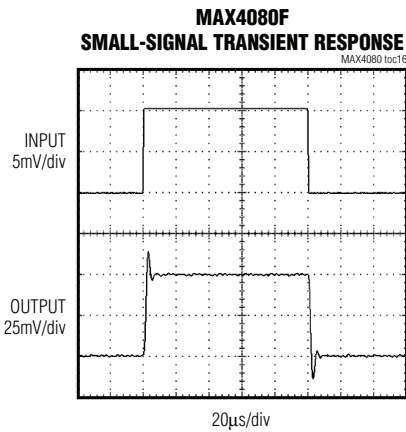 MAX4080F
SMALL-SIGNAL TRANSIENT RESPONSE
MAX4080 toc16
INPUT
5mV/div
OUTPUT
25mV/div
20μs/div